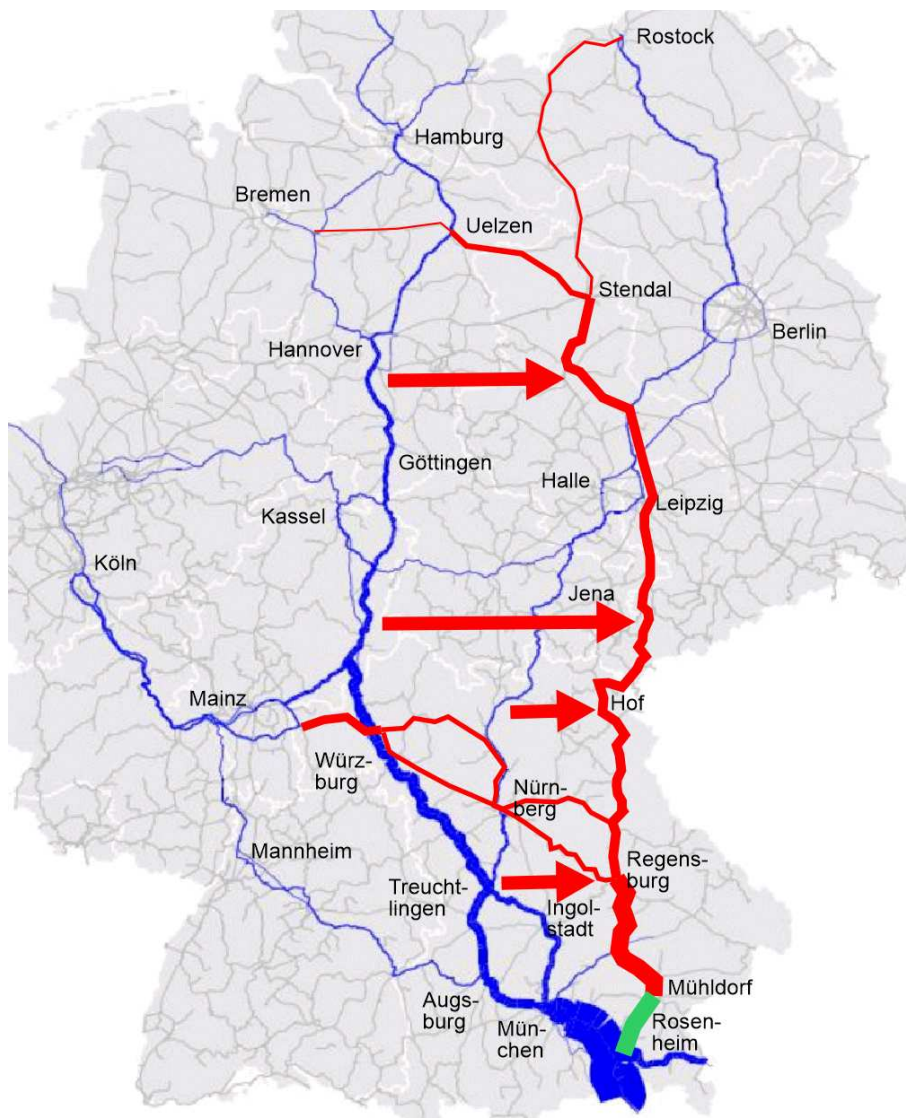 Rostock
Hamburg
Bremen
Uelzen
Stendal
Berlin
Hannover
Göttingen
Halle
Kassel
Leipzig
Köln
Jena
Mainz
Hof
Würz-
burg
Nürn-
berg
Mannheim
Regens-
burg
Treucht-
lingen
Ingol-
stadt
Mühldorf
Augs-
burg
Mün-
chen
Rosen-
heim